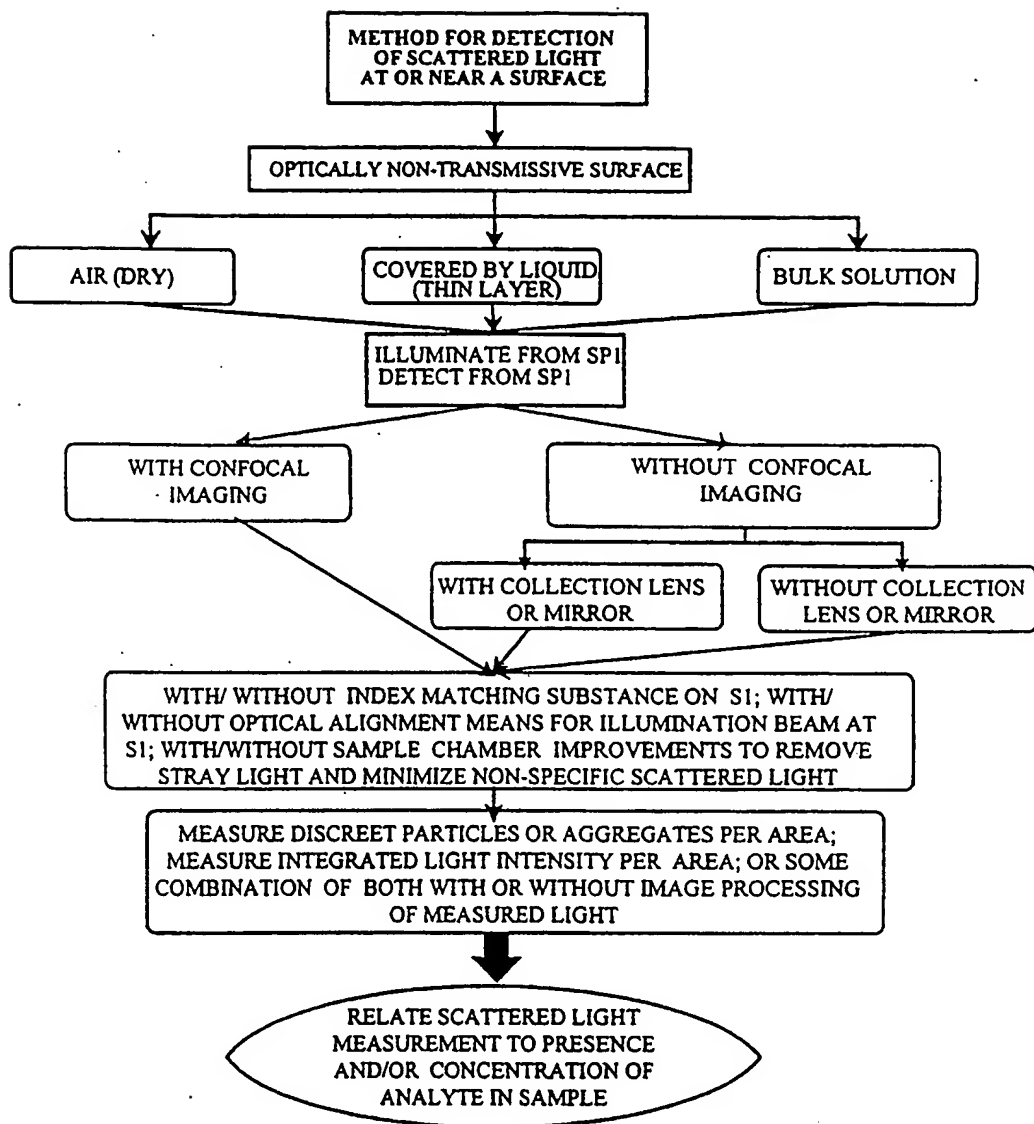 METHOD FOR DETECTION
OF SCATTERED LIGHT
AT OR NEAR A SURFACE
OPTICALLY NON-TRANSMISSIVE SURFACE
AIR (DRY)
COVERED BY LIQUID
(THIN LAYER)
BULK SOLUTION
ILLUMINATE FROM SP1
DETECT FROM SP1
WITH CONFOCAL
IMAGING
WITHOUT CONFOCAL
IMAGING
WITH COLLECTION LENS
OR MIRROR
WITHOUT COLLECTION
LENS OR MIRROR
WITH/ WITHOUT INDEX MATCHING SUBSTANCE ON S1; WITH/
WITHOUT OPTICAL ALIGNMENT MEANS FOR ILLUMINATION BEAM AT
S1; WITH/WITHOUT SAMPLE CHAMBER IMPROVEMENTS TO REMOVE
STRAY LIGHT AND MINIMIZE NON-SPECIFIC SCATTERED LIGHT
MEASURE DISCREET PARTICLES OR AGGREGATES PER AREA;
MEASURE INTEGRATED LIGHT INTENSITY PER AREA; OR SOME
COMBINATION OF BOTH WITH OR WITHOUT IMAGE PROCESSING
OF MEASURED LIGHT
RELATE SCATTERED LIGHT
MEASUREMENT TO PRESENCE
AND/OR CONCENTRATION OF
ANALYTE IN SAMPLE